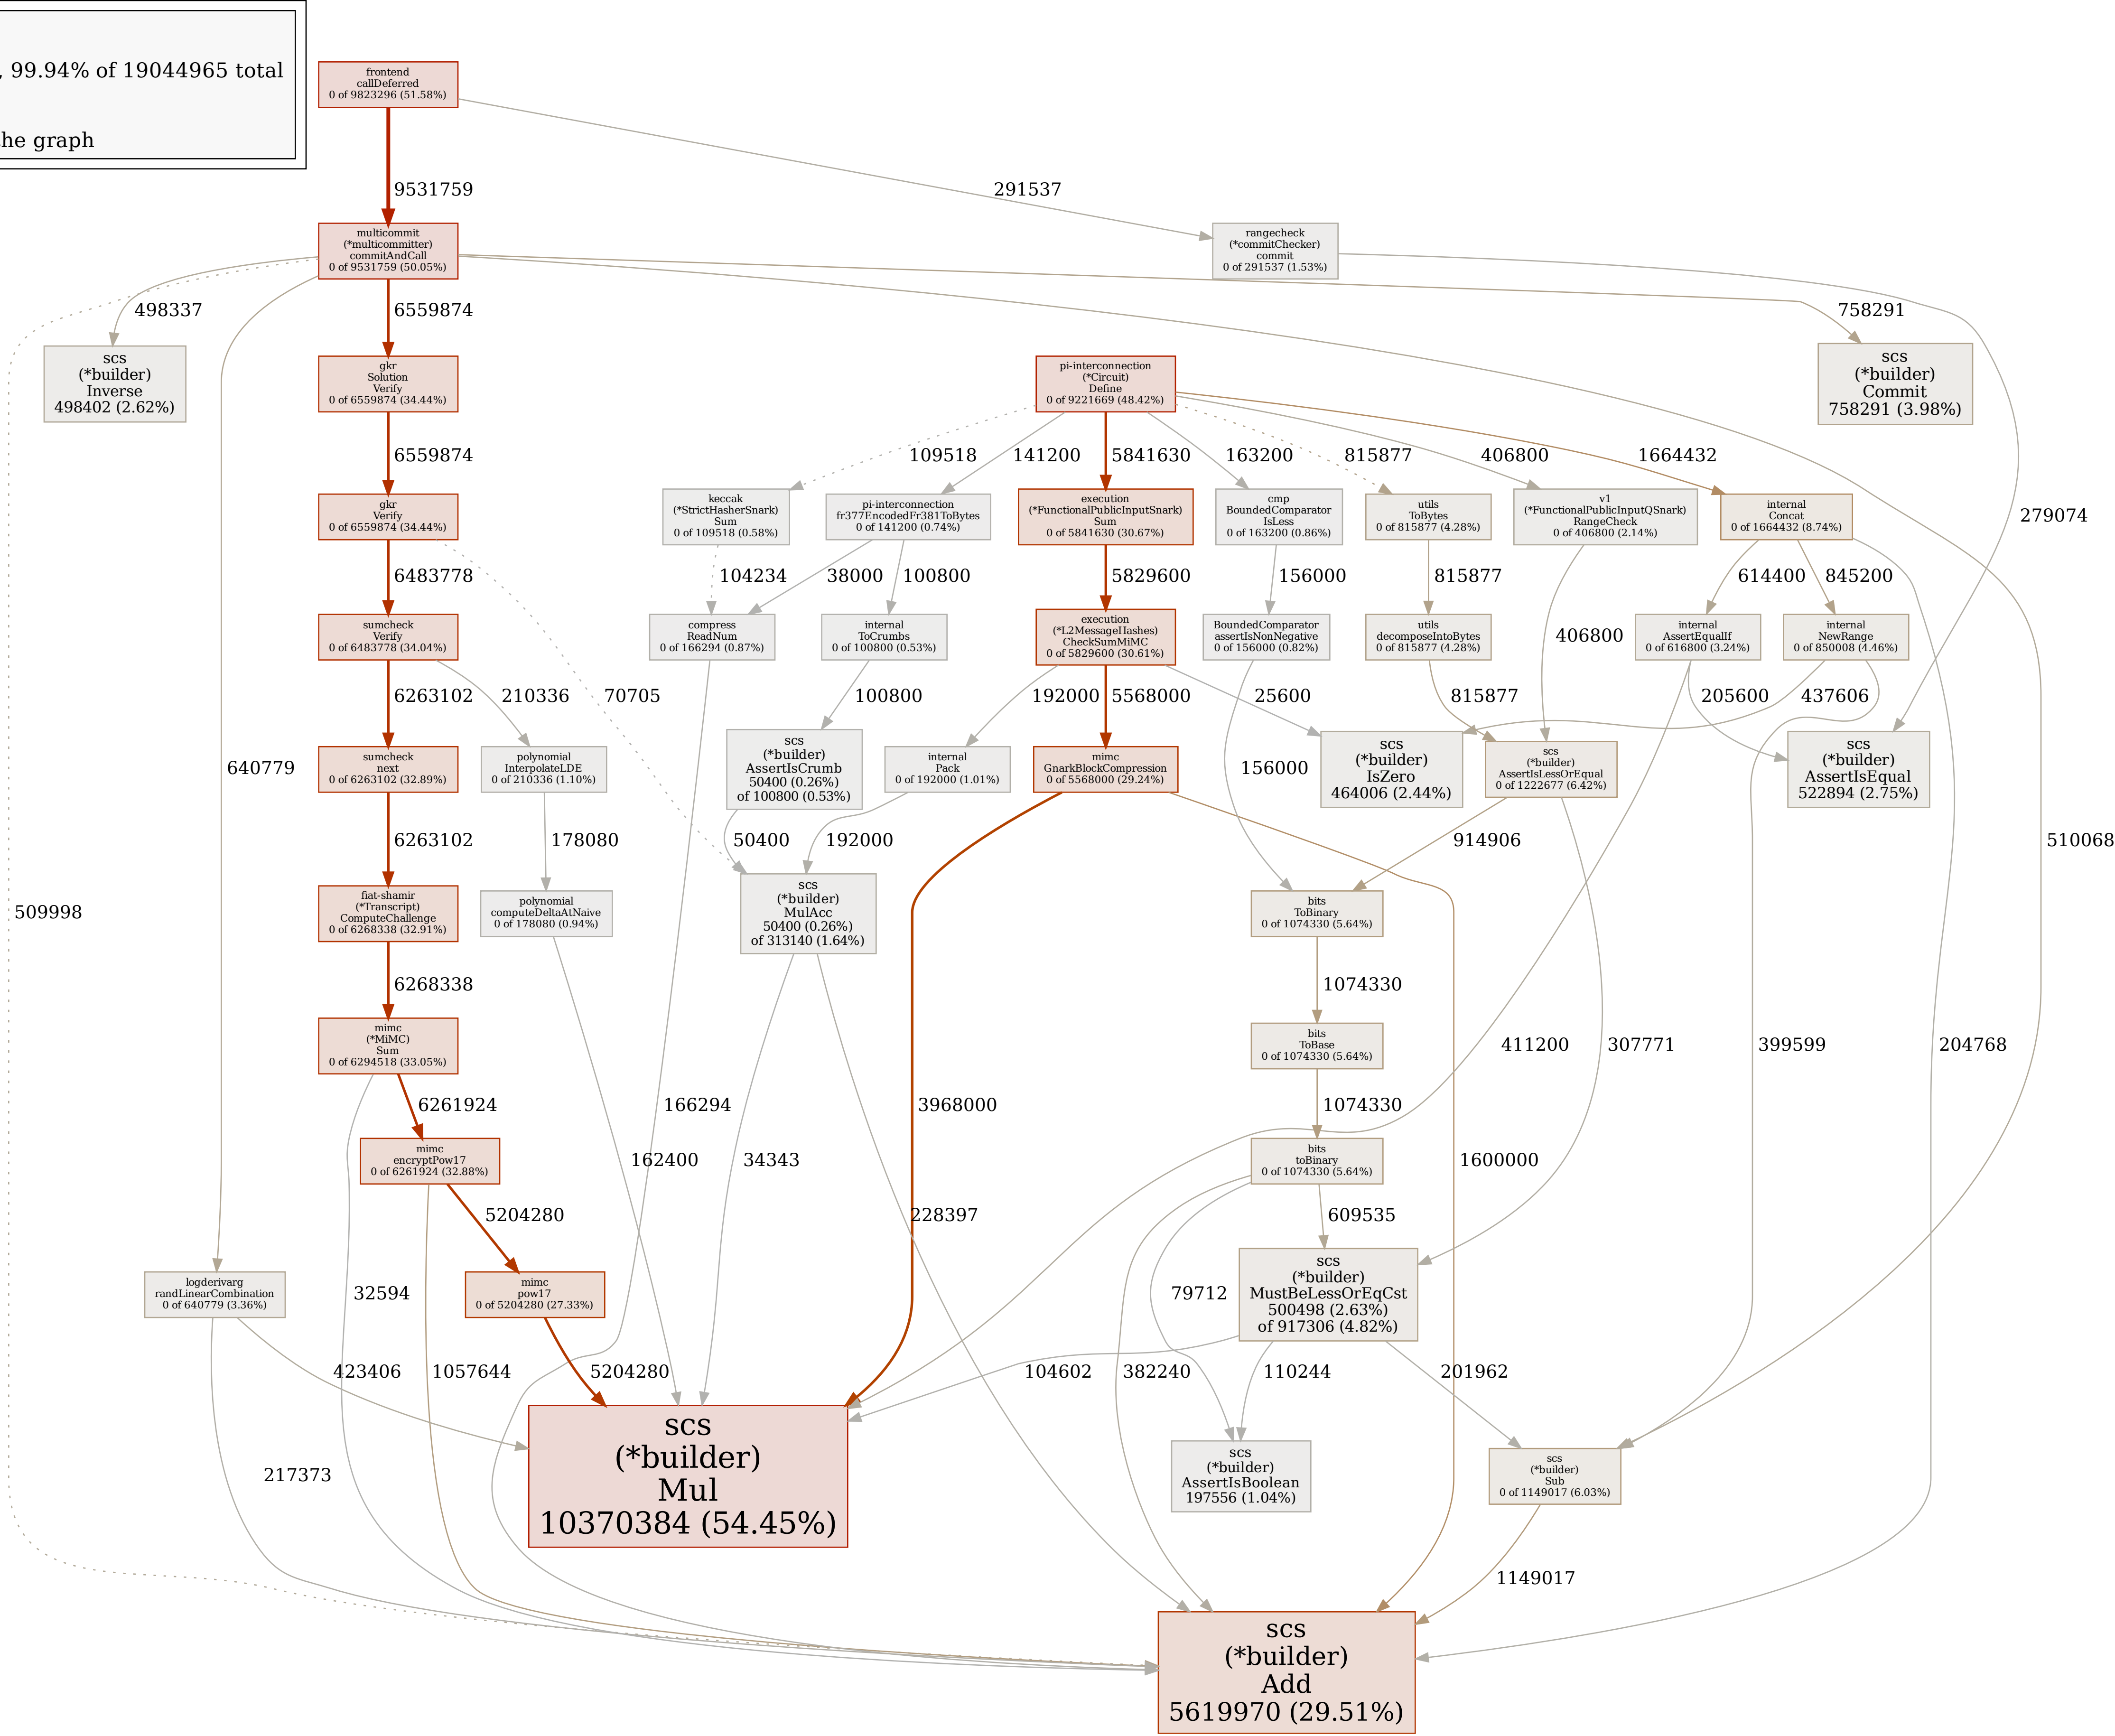 , 99.94% of 19044965 total
he graph
frontend
callDeferred
0 of 9823296 (51.58%)
9531759
291537
multicommit
(*multicommitter)
commitAndCall
0 of 9531759 (50.05%)
rangecheck
(*commitChecker)
commit
0 of 291537 (1.53%)
498337
6559874
758291
scs
(*builder)
Inverse
498402 (2.62%)
gkr
Solution
Verify
0 of 6559874 (34.44%)
pi-interconnection
(*Circuit)
Define
0 of 9221669 (48.42%)
scs
(*builder)
Commit
758291 (3.98%)
6559874
109518
141200
5841630
163200
815877
406800
1664432
gkr
Verify
0 of 6559874 (34.44%)
keccak
(*StrictHasherSnark)
Sum
0 of 109518 (0.58%)
pi-interconnection
fr377EncodedFr381ToBytes
0 of 141200 (0.74%)
execution
(*FunctionalPublicInputSnark)
Sum
0 of 5841630 (30.67%)
cmp
BoundedComparator
IsLess
0 of 163200 (0.86%)
utils
ToBytes
0 of 815877 (4.28%)
v1
(*FunctionalPublicInputQSnark)
RangeCheck
0 of 406800 (2.14%)
internal
Concat
0 of 1664432 (8.74%)
279074
6483778
104234
38000
100800
5829600
156000
815877
614400
845200
sumcheck
Verify
0 of 6483778 (34.04%)
compress
ReadNum
0 of 166294 (0.87%)
internal
ToCrumbs
0 of 100800 (0.53%)
execution
(*L2MessageHashes)
CheckSumMiMC
0 of 5829600 (30.61%)
BoundedComparator
assertIsNonNegative
0 of 156000 (0.82%)
utils
decomposeIntoBytes
0 of 815877 (4.28%)
406800
internal
AssertEqualIf
0 of 616800 (3.24%)
internal
NewRange
0 of 850008 (4.46%)
6263102
210336
70705
100800
192000
5568000
25600
815877
205600
437606
640779
sumcheck
next
0 of 6263102 (32.89%)
polynomial
InterpolateLDE
0 of 210336 (1.10%)
scs
(*builder)
AssertIsCrumb
50400 (0.26%)
of 100800 (0.53%)
internal
Pack
0 of 192000 (1.01%)
mimc
GnarkBlockCompression
0 of 5568000 (29.24%)
156000
scs
(*builder)
IsZero
464006 (2.44%)
scs
(*builder)
AssertIsLessOrEqual
0 of 1222677 (6.42%)
scs
(*builder)
AssertIsEqual
522894 (2.75%)
6263102
178080
50400
192000
914906
510068
509998
fiat-shamir
(*Transcript)
ComputeChallenge
0 of 6268338 (32.91%)
polynomial
computeDeltaAtNaive
0 of 178080 (0.94%)
scs
(*builder)
MulAcc
50400 (0.26%)
of 313140 (1.64%)
bits
ToBinary
0 of 1074330 (5.64%)
6268338
1074330
mimc
(*MiMC)
Sum
0 of 6294518 (33.05%)
bits
ToBase
0 of 1074330 (5.64%)
411200
307771
399599
204768
6261924
166294
3968000
1074330
mimc
encryptPow17
0 of 6261924 (32.88%)
162400
34343
bits
toBinary
0 of 1074330 (5.64%)
1600000
5204280
228397
609535
logderivarg
randLinearCombination
0 of 640779 (3.36%)
32594
mimc
pow17
0 of 5204280 (27.33%)
79712
scs
(*builder)
MustBeLessOrEqCst
500498 (2.63%)
of 917306 (4.82%)
423406
1057644
5204280
104602
382240
110244
201962
217373
scs
(*builder)
Mul
10370384 (54.45%)
scs
(*builder)
AssertIsBoolean
197556 (1.04%)
scs
(*builder)
Sub
0 of 1149017 (6.03%)
1149017
scs
(*builder)
Add
5619970 (29.51%)